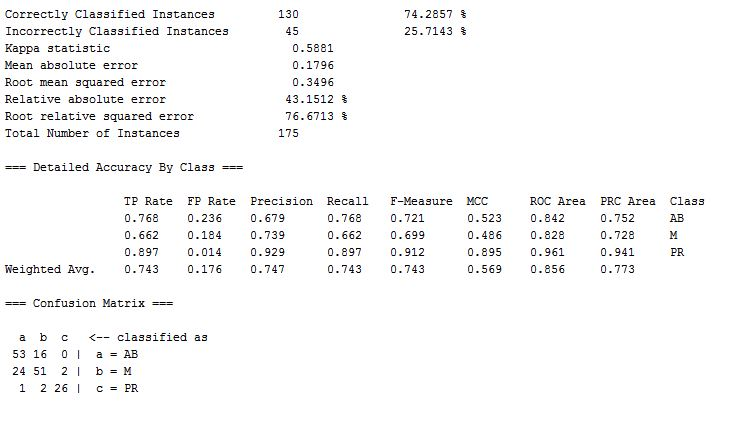 Correctly Classified Instances 130 74.2857 %
Incorrectly Classified Instances 45 25.7143 %
Kappa statistic 0.5881
Mean absolute error 0.1796
Root mean squared error 0.3496
Relative absolute error 43.1512 %
Root relative squared error 76.6713 %
Total Number of Instances 175
=== Detailed Accuracy By Class ===
TP Rate FP Rate Precision Recall F-Measure MCC ROC Area PRC Area Class
0.768 0.236 0.679 0.768 0.721 0.523 0.842 0.752 AB
0.662 0.184 0.739 0.662 0.699 0.486 0.828 0.728 M
0.897 0.014 0.929 0.897 0.912 0.895 0.961 0.941 PR
Weighted Avg. 0.743 0.176 0.747 0.743 0.743 0.569 0.856 0.773
=== Confusion Matrix ===
a b c <-- classified as
53 16 0 | a = AB
24 51 2 | b = M
1 2 26 | c = PR